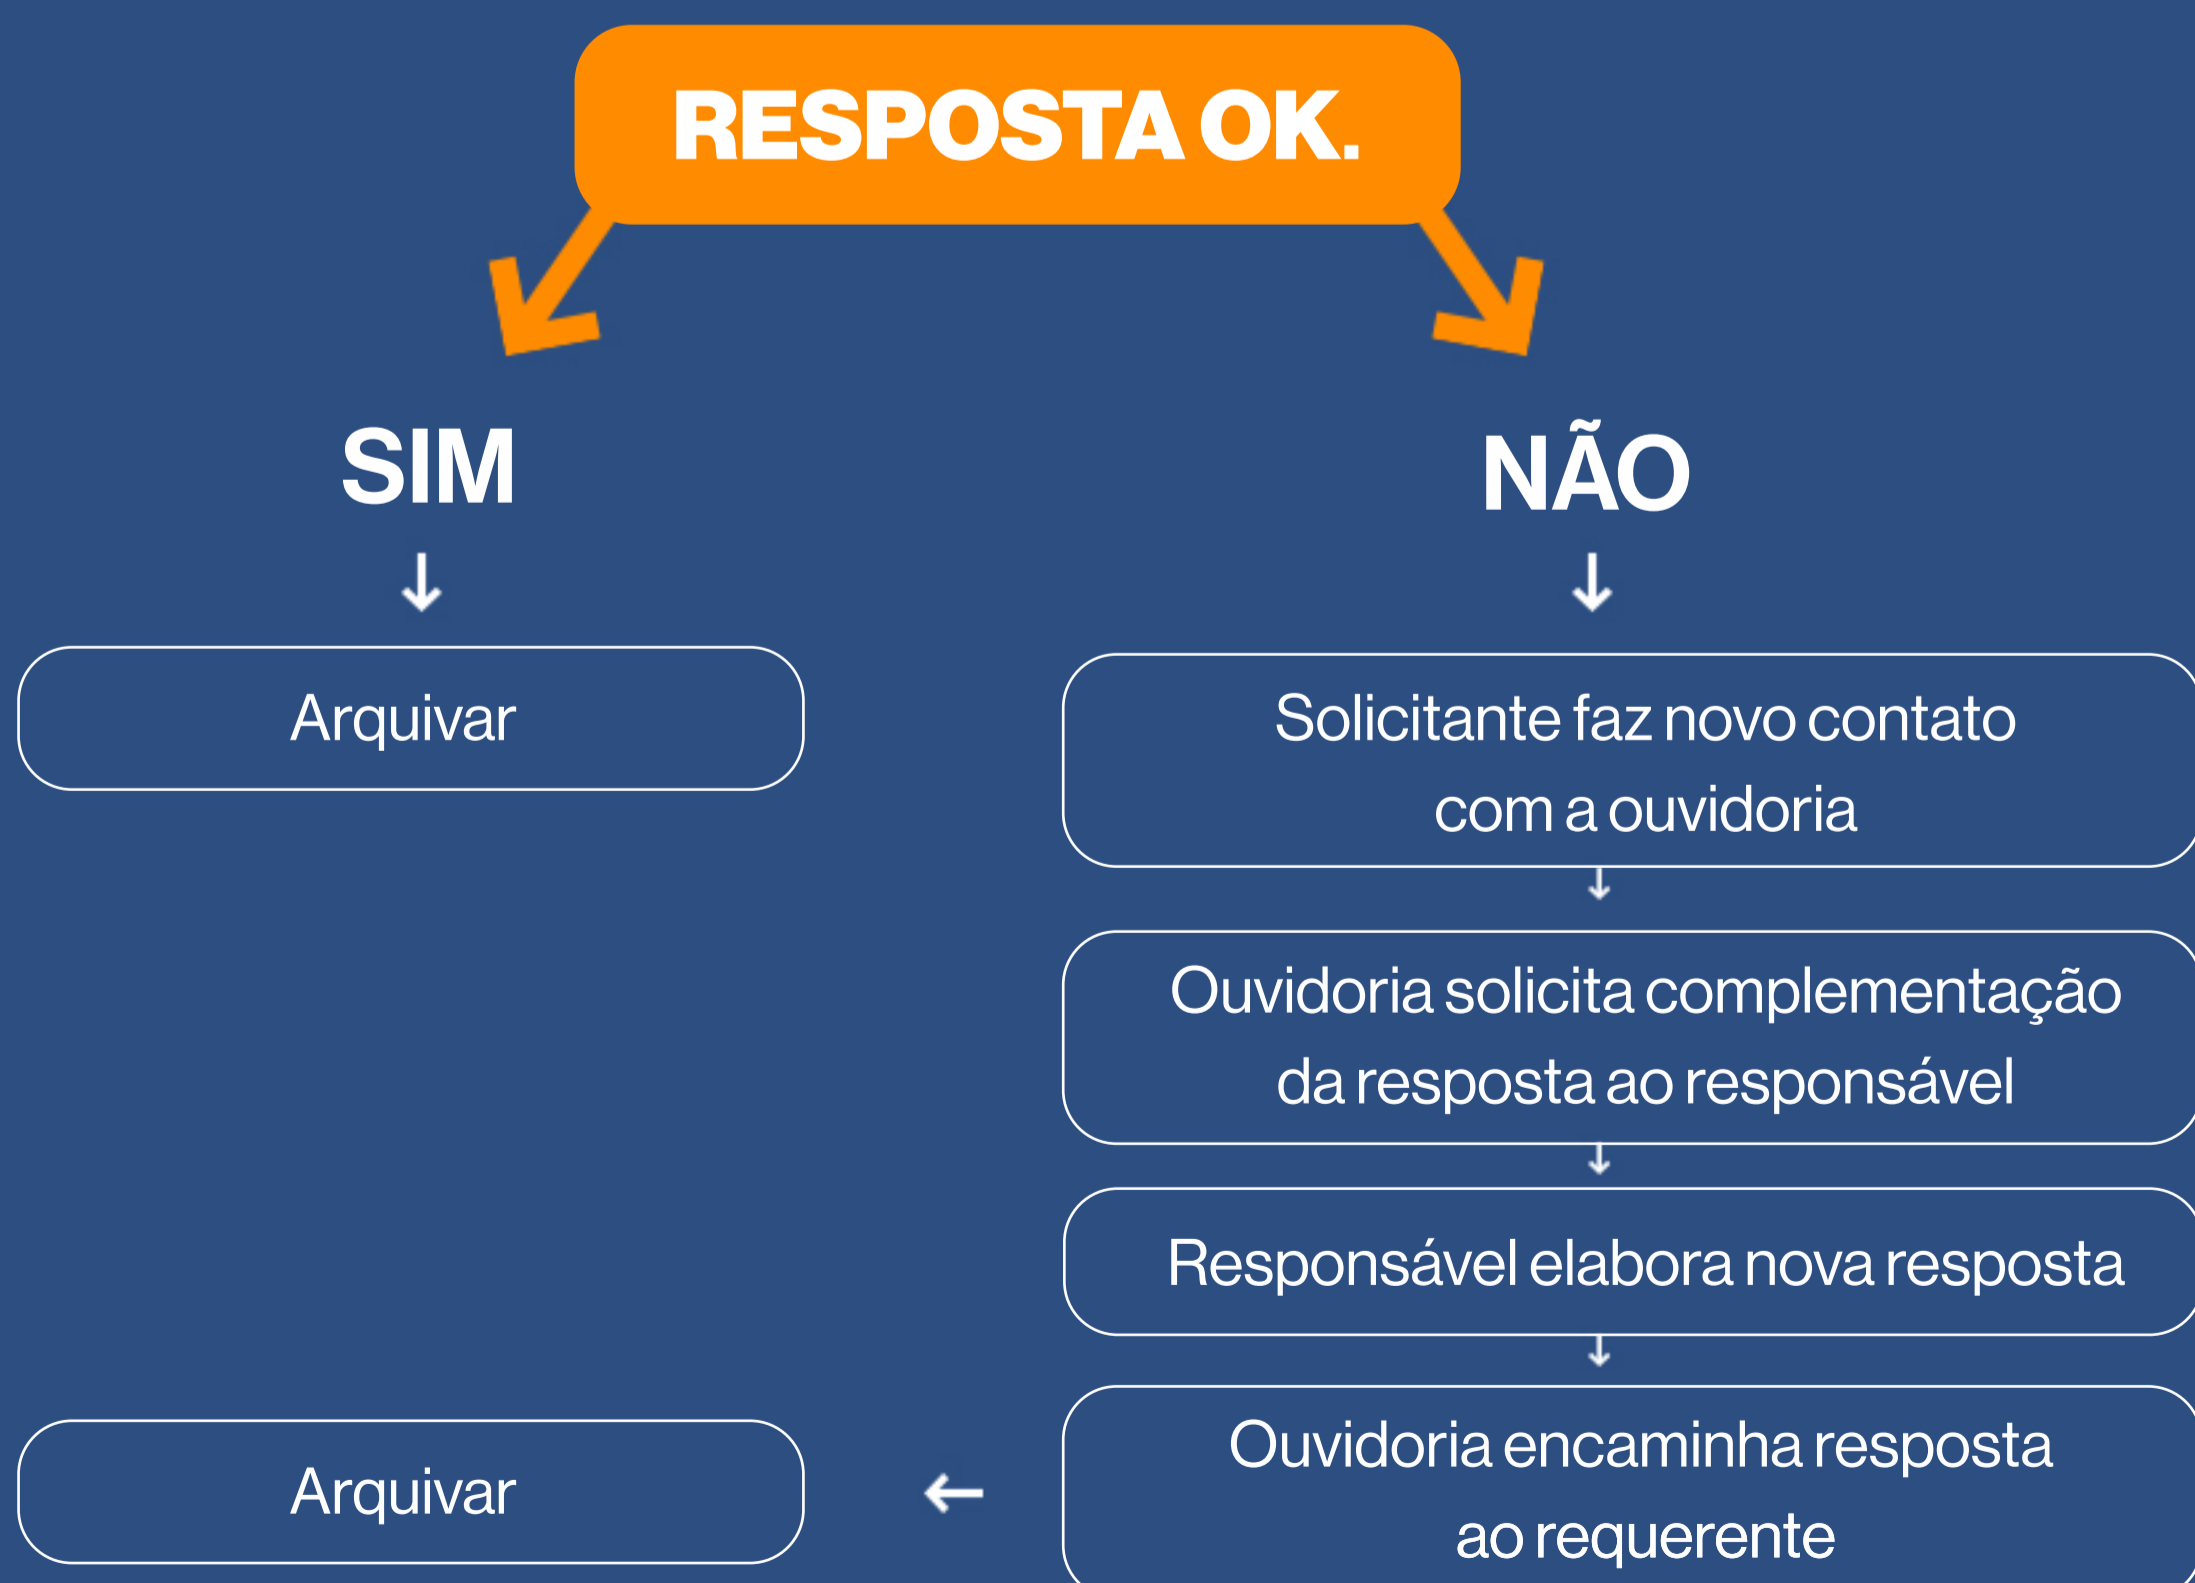 RESPOSTA OK.
SIM
NÃO
Arquivar
Solicitante faz novo contato
com a ouvidoria
Ouvidoria solicita complementação
da resposta ao responsável
Responsável elabora nova resposta
Ouvidoria encaminha resposta
ao requerente
Arquivar